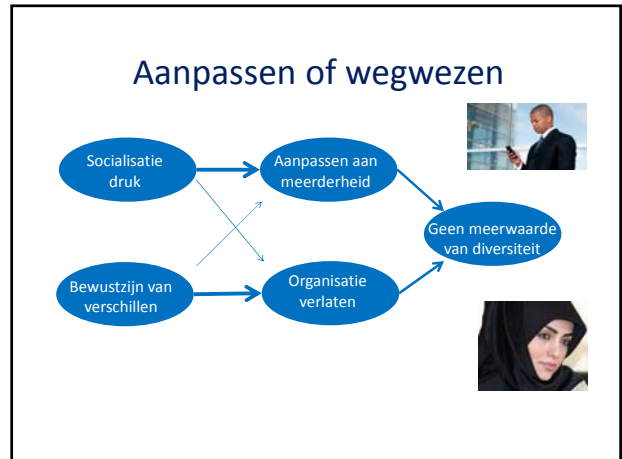 Aanpassen of wegwezen
Socialisatie
druk
Aanpassen aan
meerderheid
Geen meerwaarde
van diversiteit
Bewustzijn van
verschillen
Organisatie
verlaten